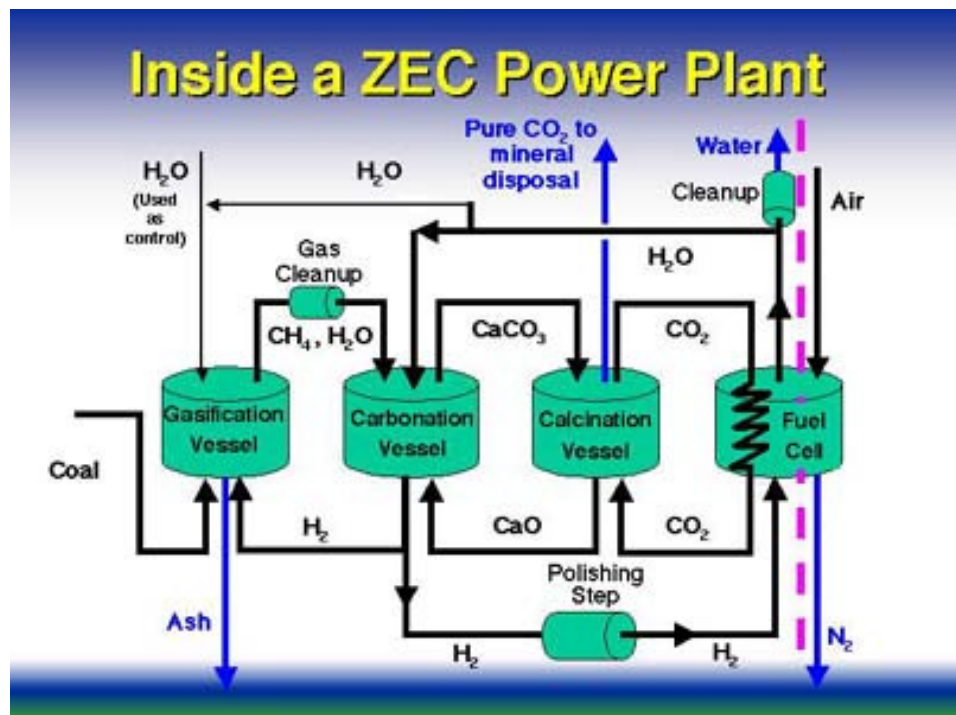 Inside a ZEC Power Plant
Pure CO₂ to
mineral
disposal
Water
H₂O
(Used
as
control)
H₂O
Cleanup
Air
Gas
Cleanup
H₂O
CH₄ , H₂O
CaCO₃
CO₂
Gasification
Vessel
Carbonation
Vessel
Calcination
Vessel
Fuel
Cell
Coal
H₂
CaO
CO₂
Polishing
Step
Ash
H₂
H₂
N₂